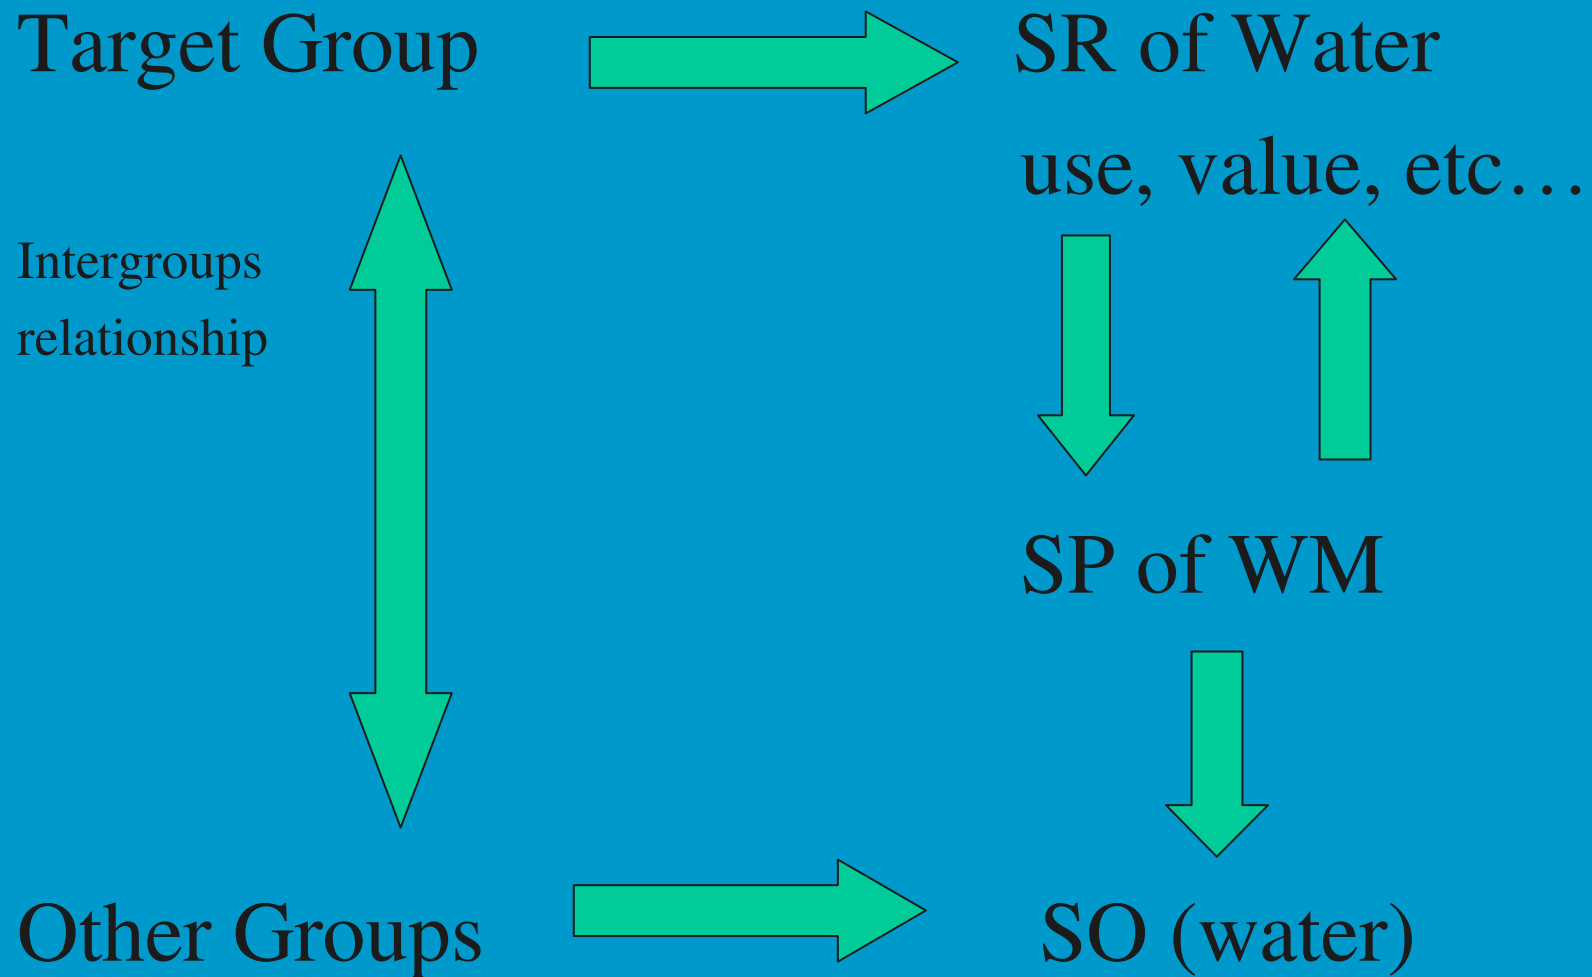 Target Group
SR of Water
use, value, etc…
Intergroups
relationship
SP of WM
Other Groups
SO (water)